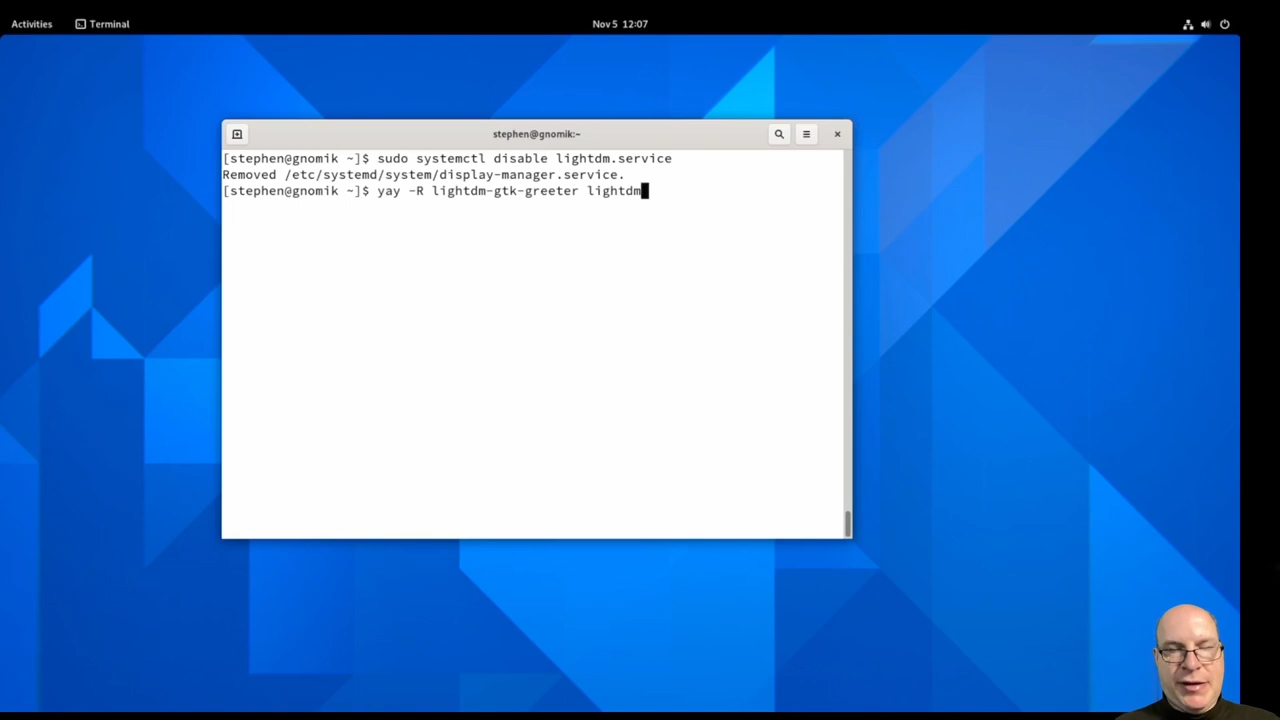 Activities Terminal Nov 5 12:07
stephen@gnomik:~
[stephen@gnomik ~]$ sudo systemctl disable lightdm.service
Removed /etc/systemd/system/display-manager.service.
[stephen@gnomik ~]$ yay -R lightdm-gtk-greeter lightdm